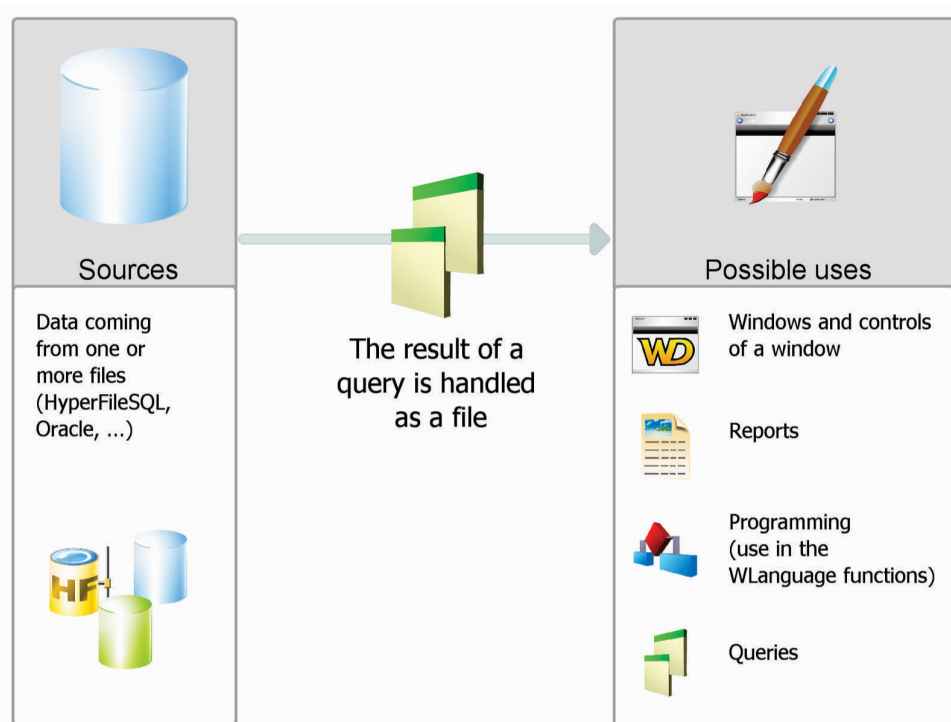 Sources
Data coming
from one or
more files
(HyperFileSQL,
Oracle, ...)
HF
The result of a
query is handled
as a file
Possible uses
WD
Windows and controls
of a window
Reports
Programming
(use in the
WLanguage functions)
Queries